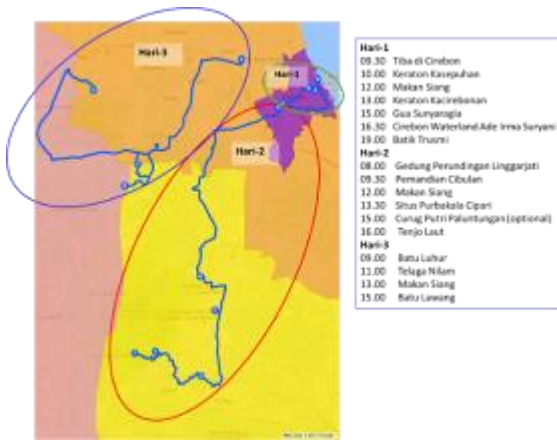 Hari-3
Hari-1
Hari-2
Hari-1
09.30 Tiba di Cirebon
10.00 Keraton Kasepuhan
12.00 Makan Siang
13.00 Keraton Kacirebonan
15.00 Gua Sunyaragia
16.30 Cirebon Waterland Ade Irma Suryani
19.00 Batik Trusmi
Hari-2
08.00 Gedung Perundingan Linggarjati
09.30 Pemandian Cibulan
12.00 Makan Siang
13.30 Situs Purbakala Cipari
15.00 Curug Putri Paluntungan (optional)
16.00 Tenjo Laut
Hari-3
09.00 Batu Luhur
11.00 Telaga Nilam
13.00 Makan Siang
15.00 Batu Lawang